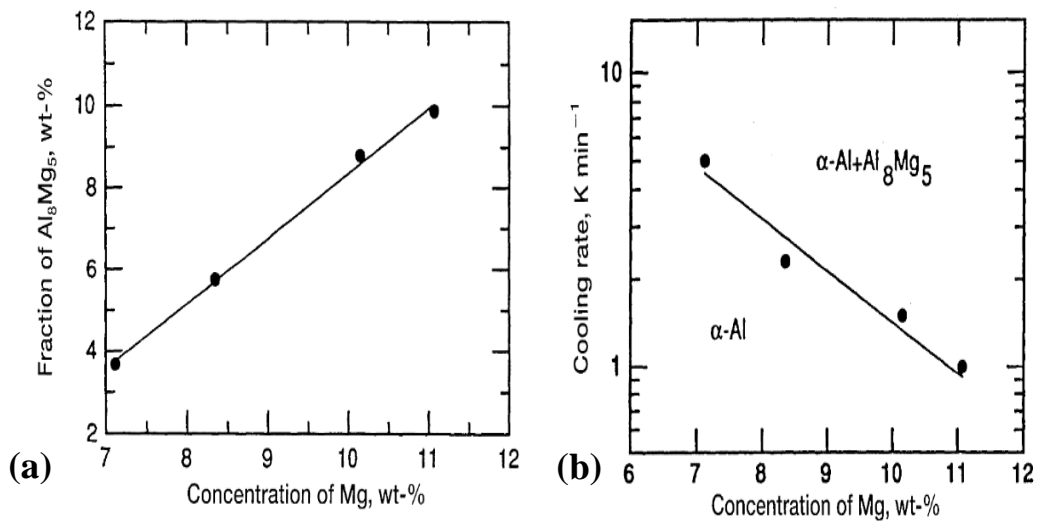 12
10
8
6
4
2
Fraction of Al₈Mg₅, wt-%
7 8 9 10 11 12
Concentration of Mg, wt-%
(a)
10
1
Cooling rate, K min⁻¹
α-Al+Al₈Mg₅
α-Al
6 7 8 9 10 11 12
Concentration of Mg, wt-%
(b)